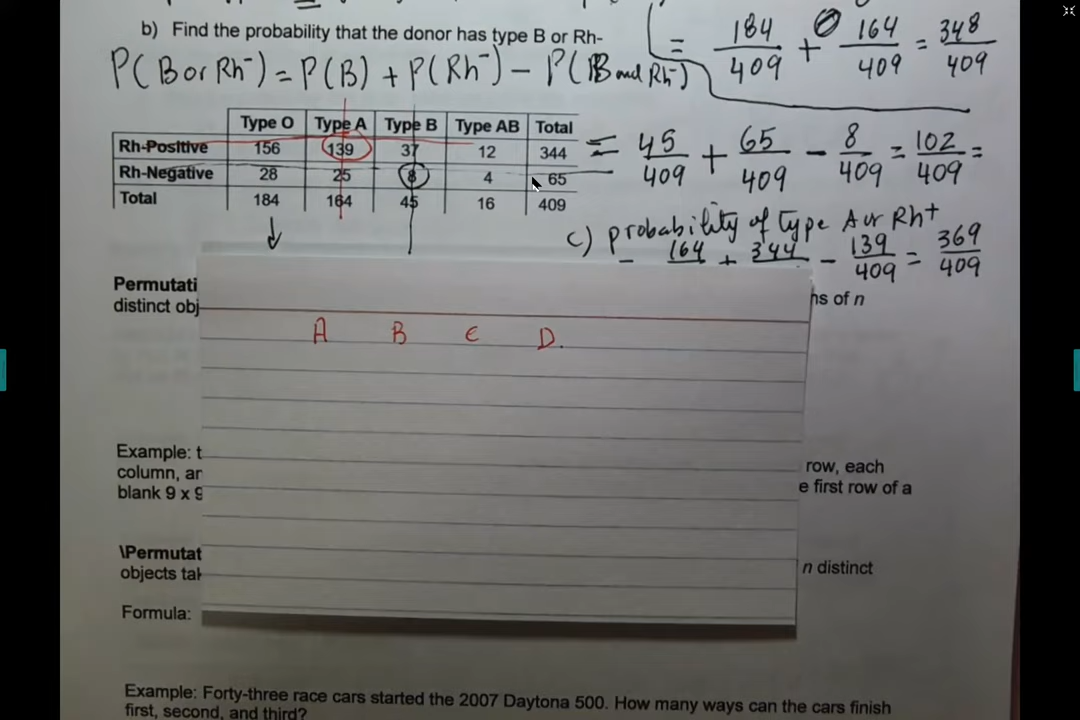 b) Find the probability that the donor has type B or Rh-
= 184/409 + 0 164/409 = 348/409
P(B or Rh⁻) = P(B) + P(Rh⁻) - P(B and Rh⁻)
Type O Type A Type B Type AB Total
Rh-Positive 156 139 37 12 344
Rh-Negative 28 25 8 4 65
Total 184 164 45 16 409
= 45/409 + 65/409 - 8/409 = 102/409 =
c) probability of type A or Rh+
= 164 + 344 - 139/409 = 369/409
Permutati
hs of n
distinct obj
A B C D.
Example: t
row, each
column, ar
e first row of a
blank 9 x 9
\Permutat
n distinct
objects tak
Formula:
Example: Forty-three race cars started the 2007 Daytona 500. How many ways can the cars finish
first, second, and third?